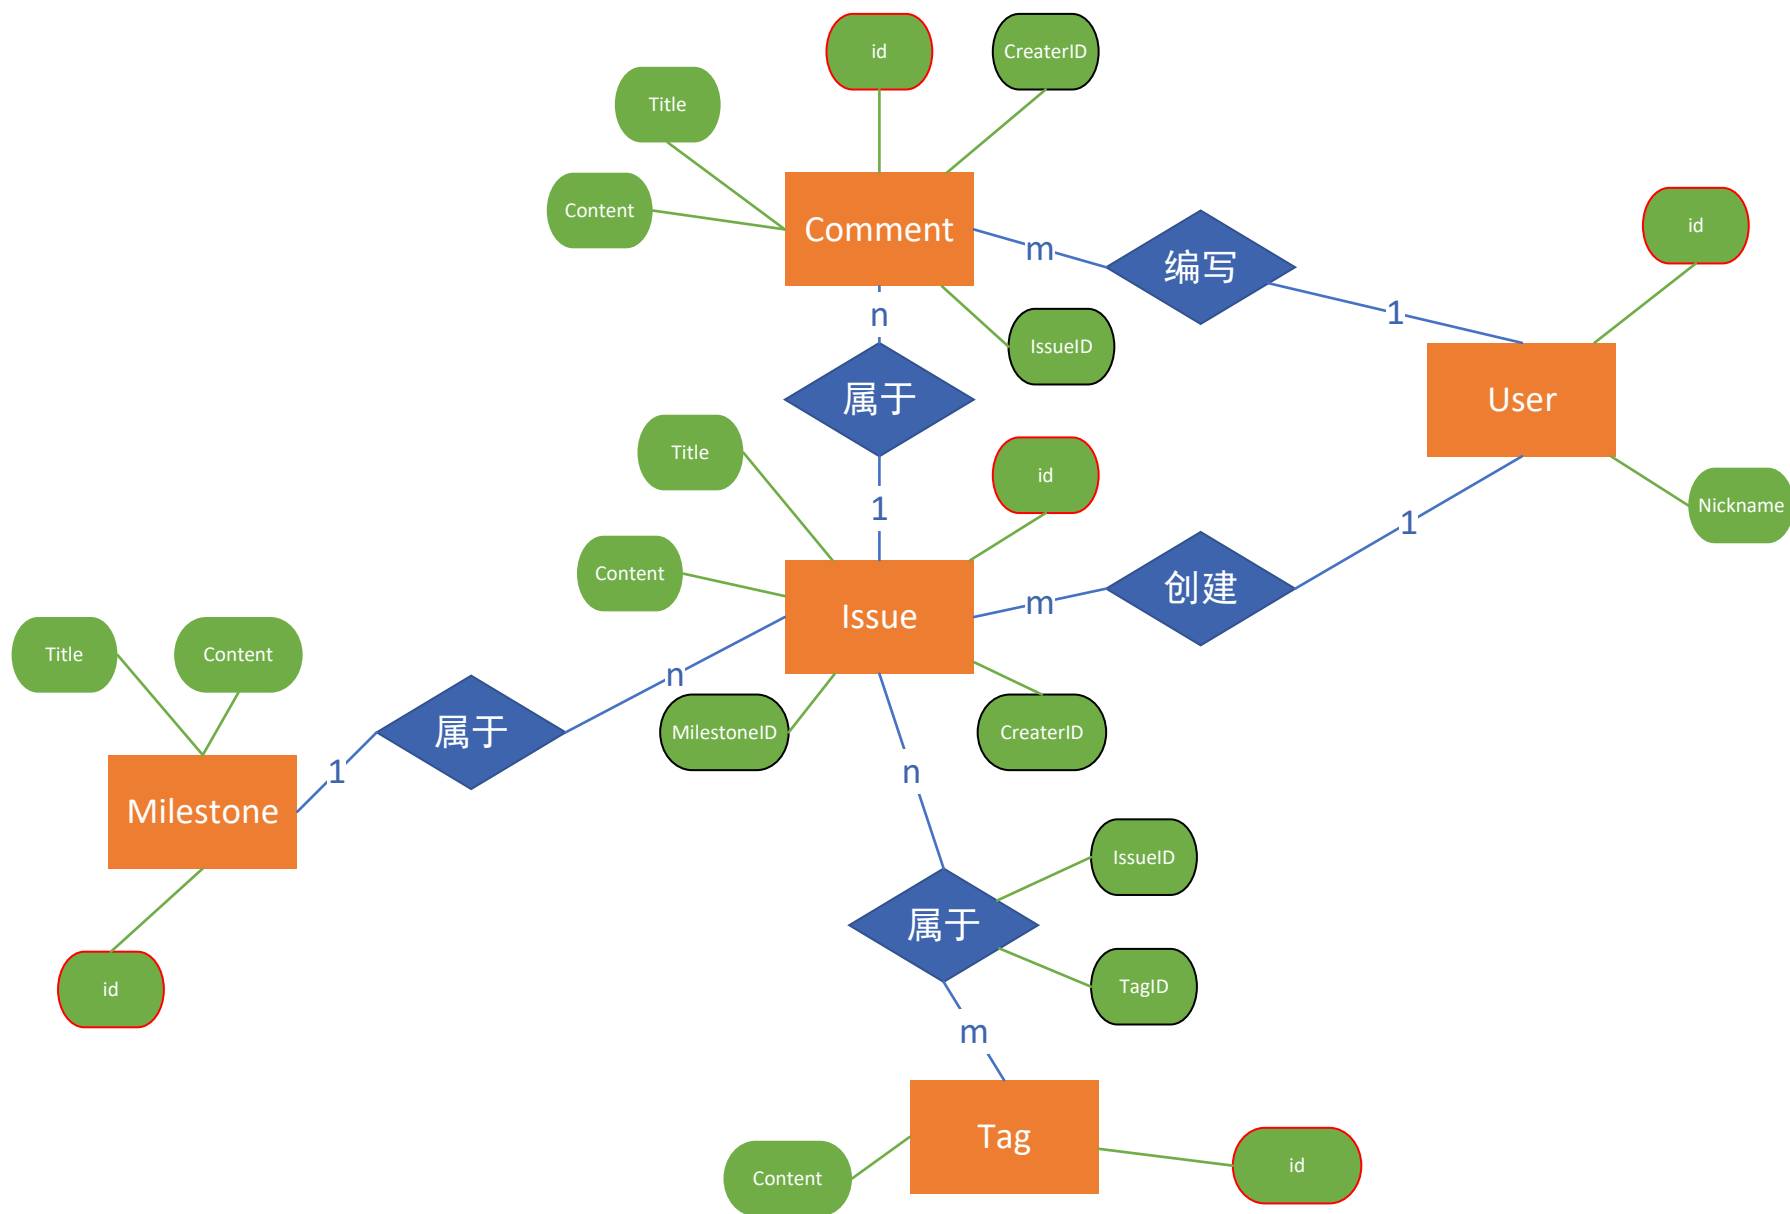 id
CreaterID
Title
Content
Comment
m
编写
id
n
1
IssueID
属于
User
Title
id
1
Nickname
1
Content
创建
Issue
m
Title
Content
n
属于
MilestoneID
CreaterID
1
n
Milestone
IssueID
属于
TagID
id
m
Tag
Content
id